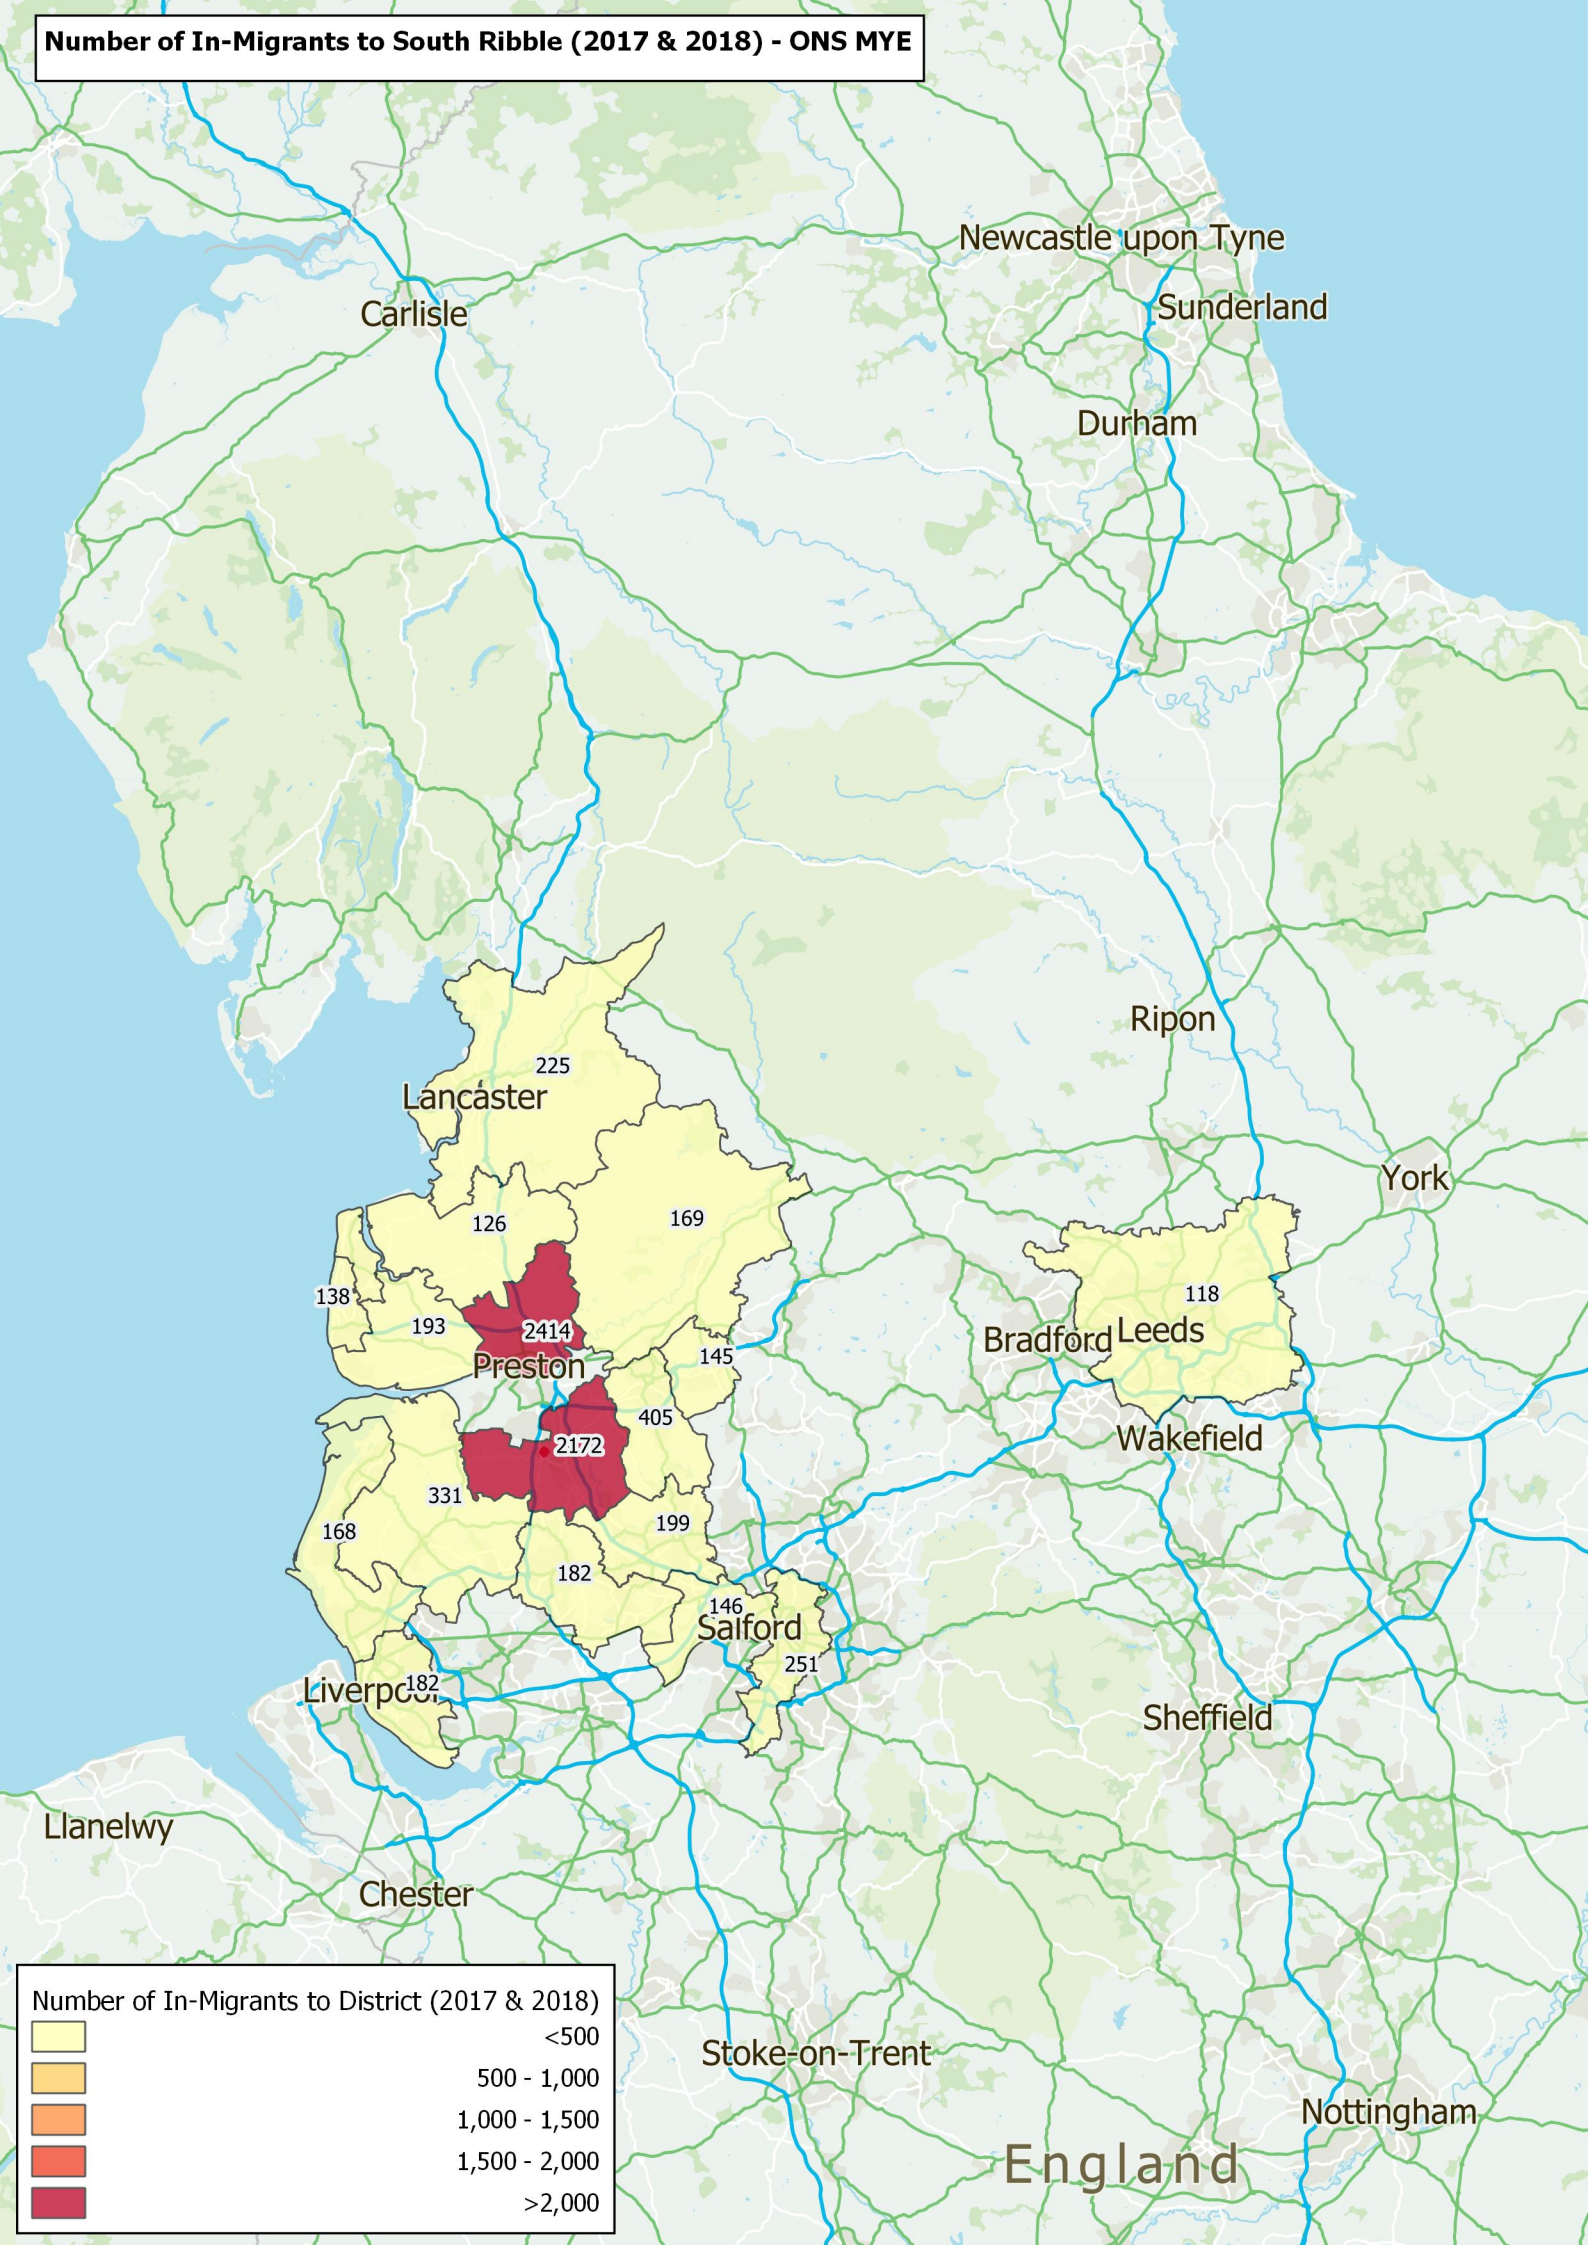 Number of In-Migrants to South Ribble (2017 & 2018) - ONS MYE
Newcastle upon Tyne
Sunderland
Carlisle
Durham
Ripon
225
Lancaster
York
169
126
118
138
193
2414
Leeds
Bradford
145
Preston
405
Wakefield
2172
331
199
168
182
146
Salford
251
182
Liverpool
Sheffield
Llanelwy
Chester
Stoke-on-Trent
Nottingham
England
Number of In-Migrants to District (2017 & 2018)
<500
500 - 1,000
1,000 - 1,500
1,500 - 2,000
>2,000